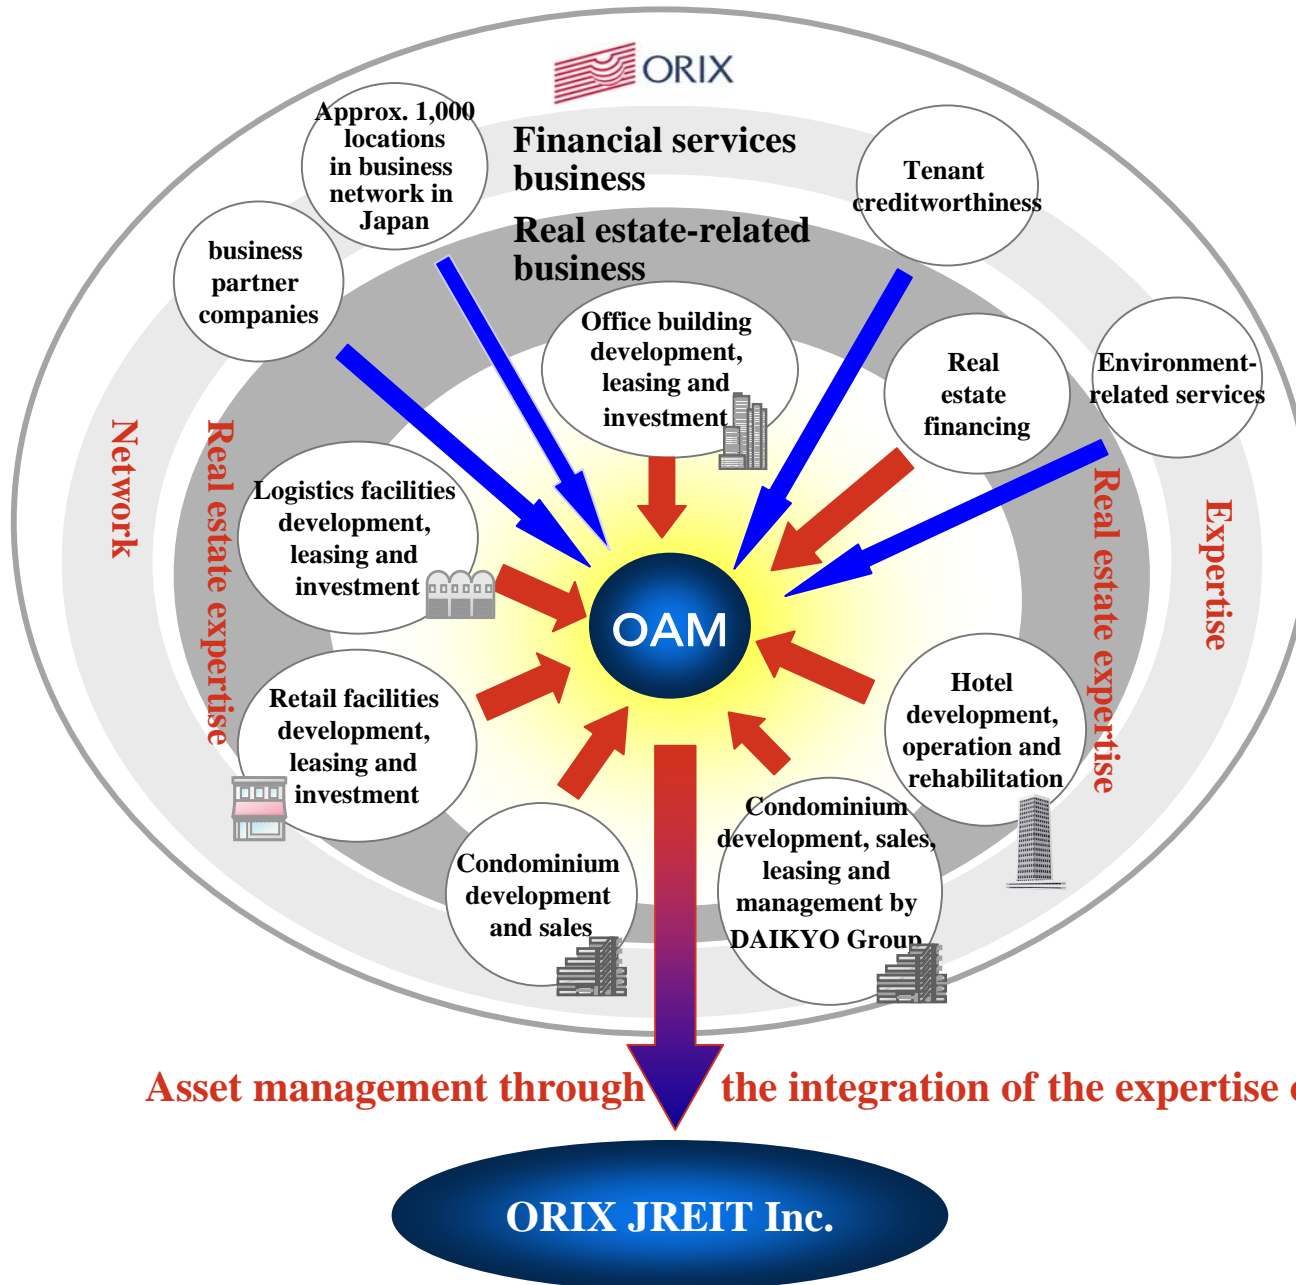 ORIX
Approx. 1,000
locations
in business
network in
Japan
Financial services
business
Tenant
creditworthiness
business
partner
companies
Real estate-related
business
Office building
development,
leasing and
investment
Real
estate
financing
Environment-
related services
Network
Real estate expertise
Logistics facilities
development,
leasing and
investment
Real estate expertise
Expertise
OAM
Retail facilities
development,
leasing and
investment
Hotel
development,
operation and
rehabilitation
Condominium
development
and sales
Condominium
development, sales,
leasing and
management by
DAIKYO Group
Asset management through the integration of the expertise
ORIX JREIT Inc.